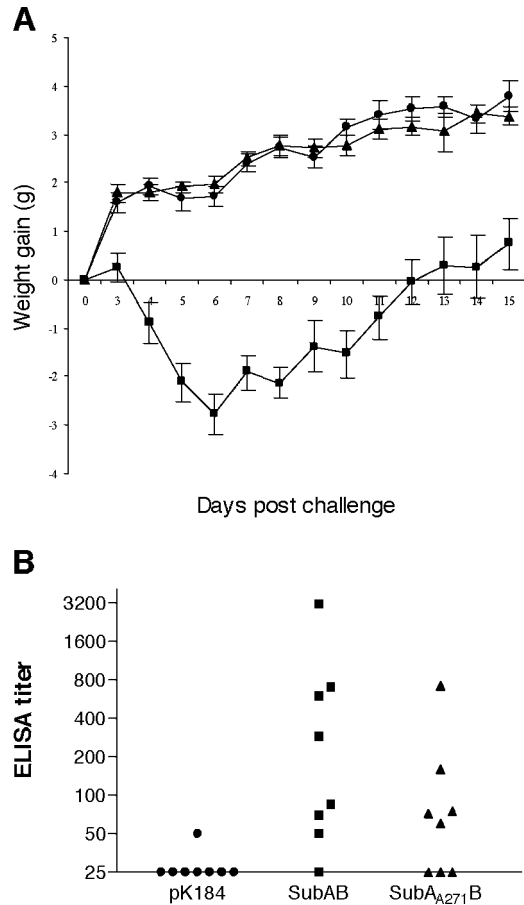 A
5
4
3
2
1
0
-1
-2
-3
-4
Weight gain (g)
0 3 4 5 6 7 8 9 10 11 12 13 14 15
Days post challenge
B
3200
1600
800
400
200
100
50
25
ELISA titer
pK184 SubAB SubA_A271B